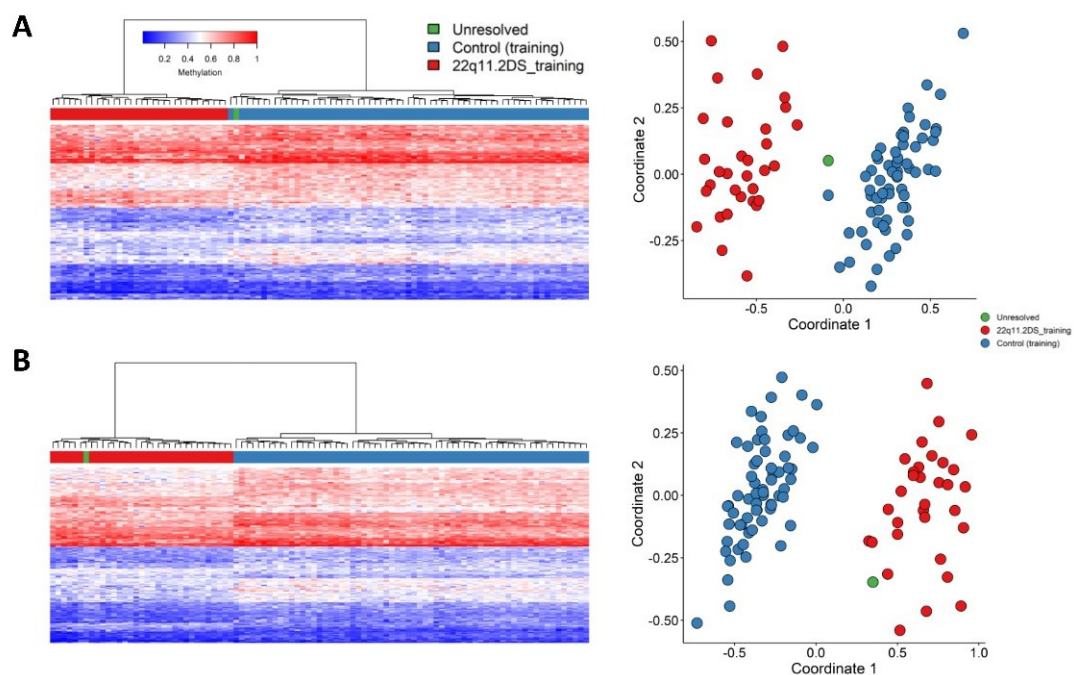 A
0.2 0.4 0.6 0.8 1
Methylation
Unresolved
Control (training)
22q11.2DS_training
0.50
0.25
0.00
-0.25
Coordinate 2
-0.5 0.0 0.5
Coordinate 1
Unresolved
22q11.2DS_training
Control (training)
B
0.50
0.25
0.00
-0.25
-0.50
Coordinate 2
-0.5 0.0 0.5 1.0
Coordinate 1